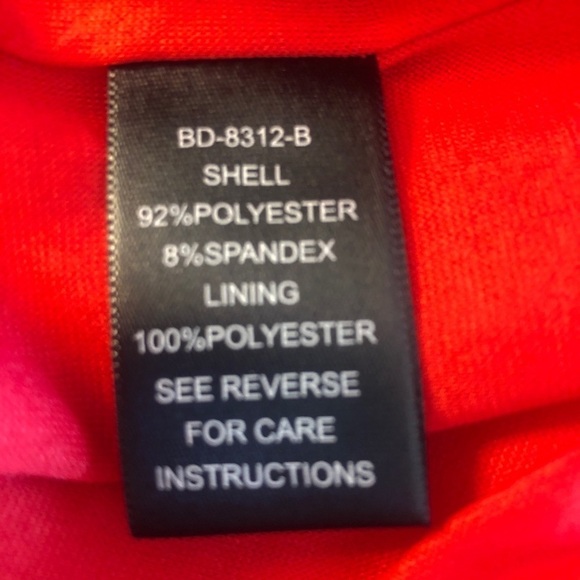 BD-8312-B
SHELL
92%POLYESTER
8%SPANDEX
LINING
100%POLYESTER
SEE REVERSE
FOR CARE
INSTRUCTIONS